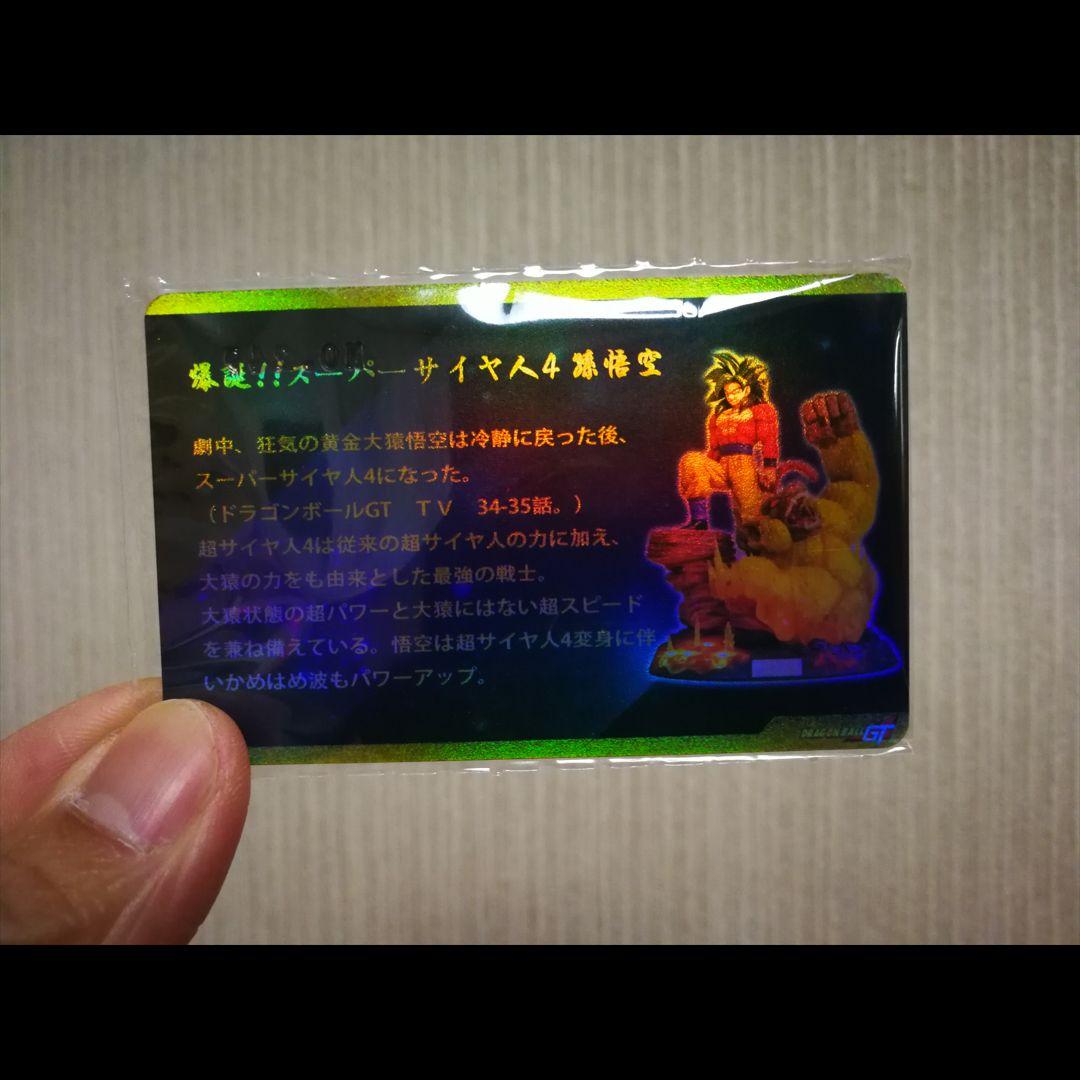 爆誕!!スーパーサイヤ人4 孫悟空
劇中、狂気の黄金大猿悟空は冷静に戻った後、
スーパーサイヤ人4になった。
（ドラゴンボールGT　ＴＶ　34-35話。）
超サイヤ人4は従来の超サイヤ人の力に加え、
大猿の力をも由来とした最強の戦士。
大猿状態の超パワーと大猿にはない超スピード
を兼ね備えている。悟空は超サイヤ人4変身に伴
いかめはめ波もパワーアップ。
DRAGON BALL GT